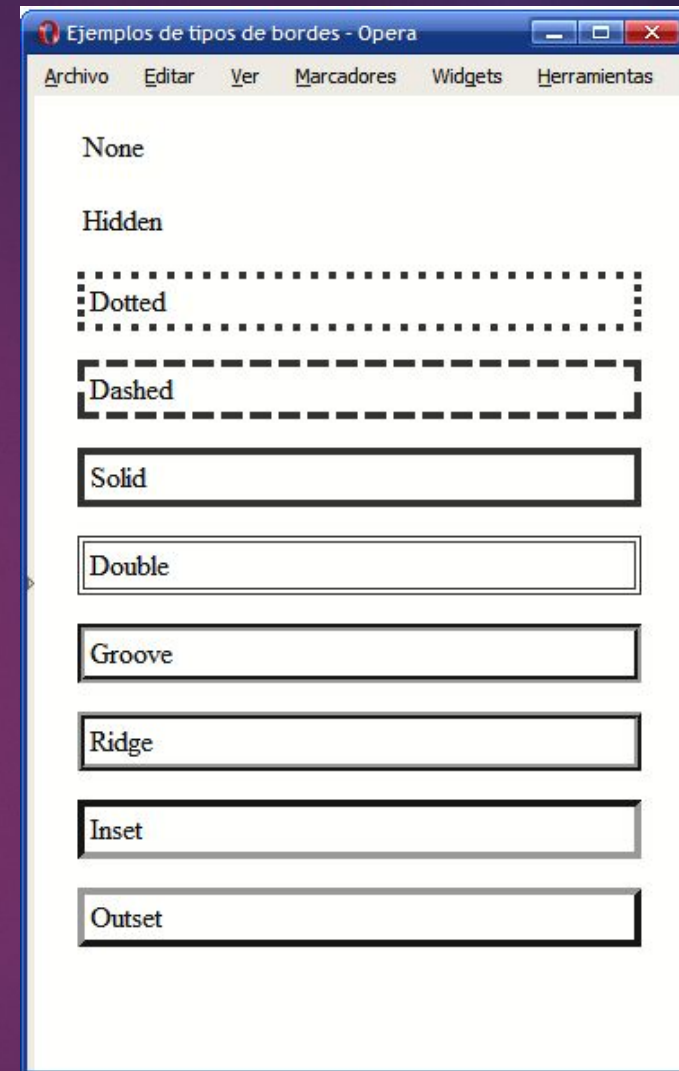 Ejemplos de tipos de bordes - Opera
Archivo Editar Ver Marcadores Widgets Herramientas
None
Hidden
Dotted
Dashed
Solid
Double
Groove
Ridge
Inset
Outset